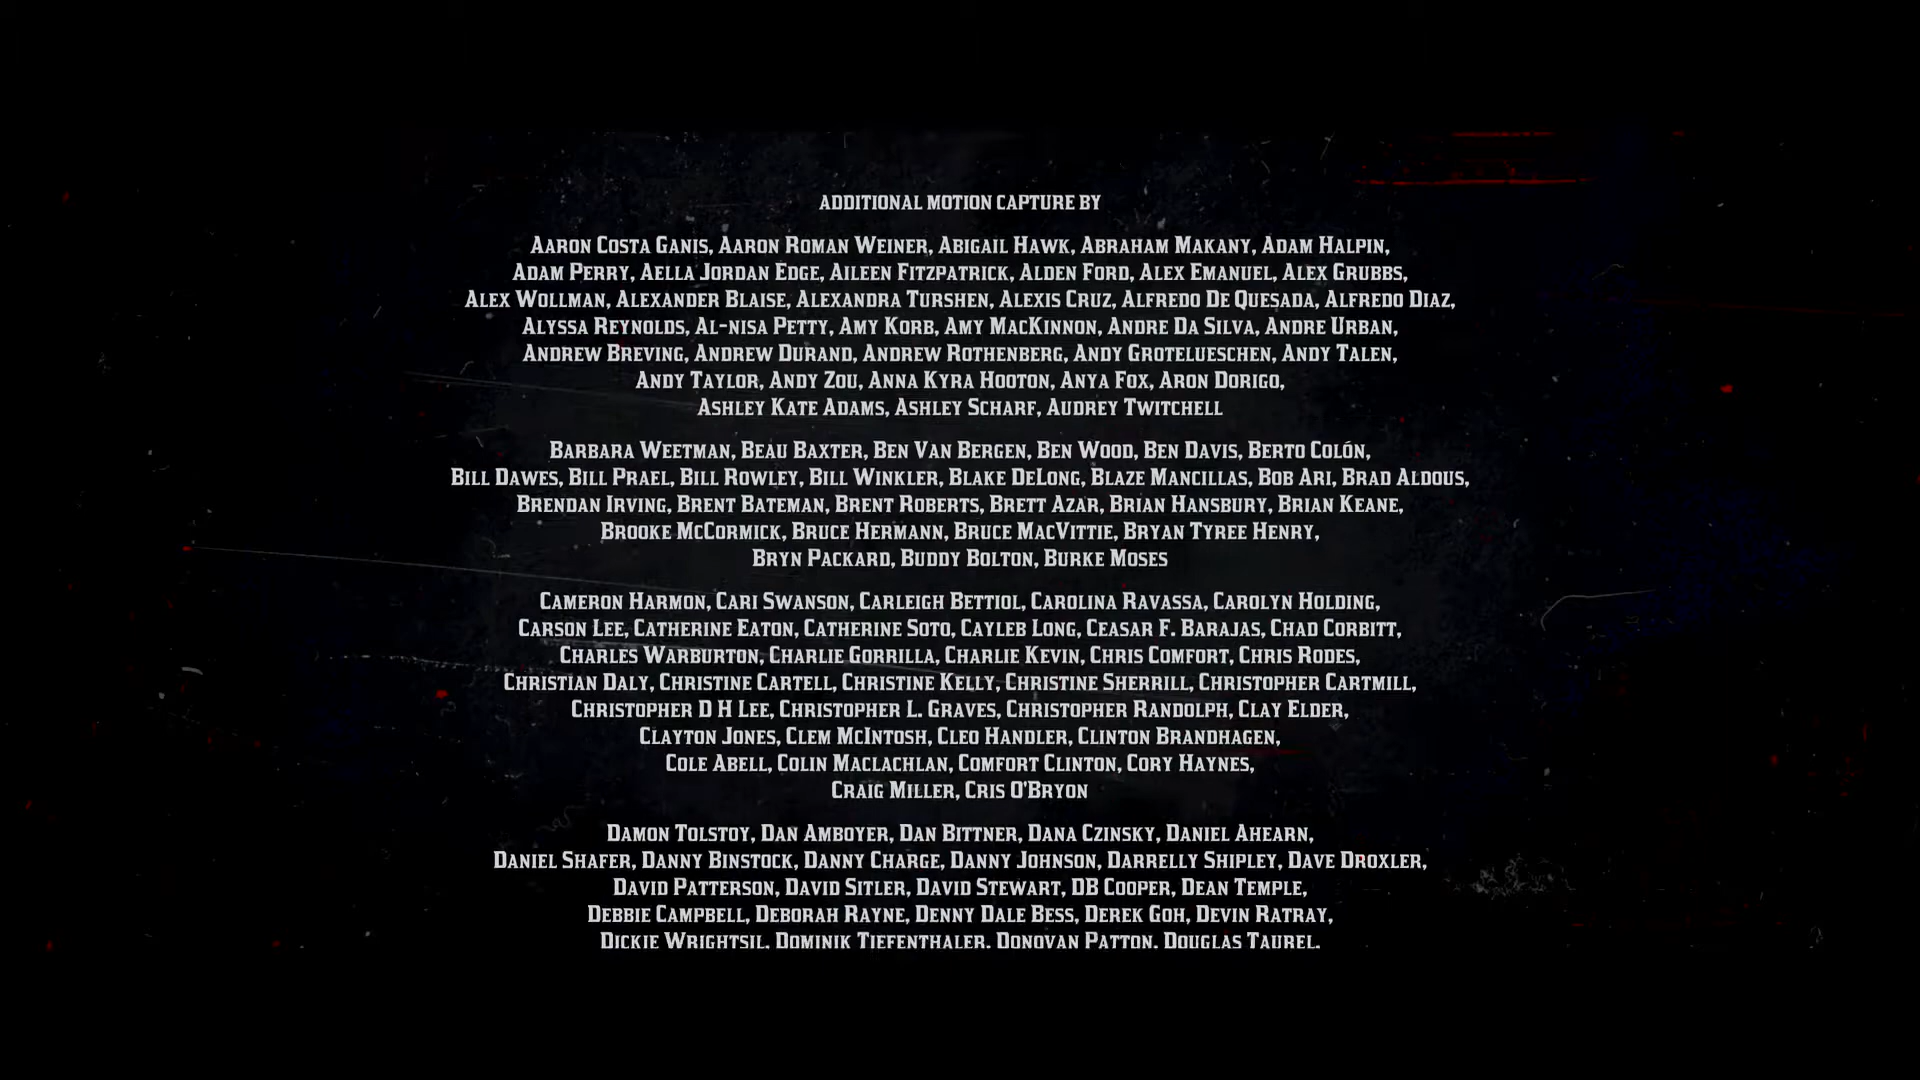 ADDITIONAL MOTION CAPTURE BY
Aaron Costa Ganis, Aaron Roman Weiner, Abigail Hawk, Abraham Makany, Adam Halpin,
Adam Perry, Aella Jordan Edge, Aileen Fitzpatrick, Alden Ford, Alex Emanuel, Alex Grubbs,
Alex Wollman, Alexander Blaise, Alexandra Turshen, Alexis Cruz, Alfredo De Quesada, Alfredo Diaz,
Alyssa Reynolds, Al-nisa Petty, Amy Korb, Amy MacKinnon, Andre Da Silva, Andre Urban,
Andrew Breving, Andrew Durand, Andrew Rothenberg, Andy Grotelueschen, Andy Talen,
Andy Taylor, Andy Zou, Anna Kyra Hooton, Anya Fox, Aron Dorigo,
Ashley Kate Adams, Ashley Scharf, Audrey Twitchell
Barbara Weetman, Beau Baxter, Ben Van Bergen, Ben Wood, Ben Davis, Berto Colón,
Bill Dawes, Bill Prael, Bill Rowley, Bill Winkler, Blake DeLong, Blaze Mancillas, Bob Ari, Brad Aldous,
Brendan Irving, Brent Bateman, Brent Roberts, Brett Azar, Brian Hansbury, Brian Keane,
Brooke McCormick, Bruce Hermann, Bruce MacVittie, Bryan Tyree Henry,
Bryn Packard, Buddy Bolton, Burke Moses
Cameron Harmon, Cari Swanson, Carleigh Bettiol, Carolina Ravassa, Carolyn Holding,
Carson Lee, Catherine Eaton, Catherine Soto, Cayleb Long, Ceasar F. Barajas, Chad Corbitt,
Charles Warburton, Charlie Gorrilla, Charlie Kevin, Chris Comfort, Chris Rodes,
Christian Daly, Christine Cartell, Christine Kelly, Christine Sherrill, Christopher Cartmill,
Christopher D H Lee, Christopher L. Graves, Christopher Randolph, Clay Elder,
Clayton Jones, Clem McIntosh, Cleo Handler, Clinton Brandhagen,
Cole Abell, Colin Maclachlan, Comfort Clinton, Cory Haynes,
Craig Miller, Cris O'Bryon
Damon Tolstoy, Dan Amboyer, Dan Bittner, Dana Czinsky, Daniel Ahearn,
Daniel Shafer, Danny Binstock, Danny Charge, Danny Johnson, Darrelly Shipley, Dave Droxler,
David Patterson, David Sitler, David Stewart, DB Cooper, Dean Temple,
Debbie Campbell, Deborah Rayne, Denny Dale Bess, Derek Goh, Devin Ratray,
Dickie Wrightsil, Dominik Tiefenthaler, Donovan Patton, Douglas Taurel,